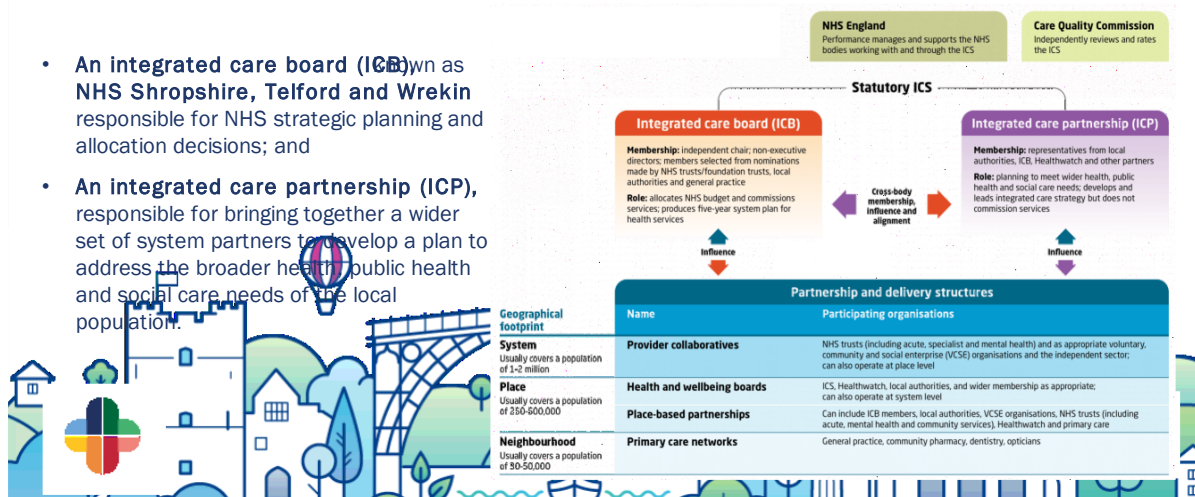 • An integrated care board (ICB), known as
NHS Shropshire, Telford and Wrekin
responsible for NHS strategic planning and
allocation decisions; and
• An integrated care partnership (ICP),
responsible for bringing together a wider
set of system partners to develop a plan to
address the broader health, public health
and social care needs of the local
population.
NHS England
Performance manages and supports the NHS
bodies working with and through the ICS
Care Quality Commission
Independently reviews and rates
the ICS
Statutory ICS
Integrated care board (ICB)
Membership: independent chair; non-executive
directors; members selected from nominations
made by NHS trusts/foundation trusts, local
authorities and general practice
Role: allocates NHS budget and commissions
services; produces five-year system plan for
health services
Cross-body
membership,
influence and
alignment
Integrated care partnership (ICP)
Membership: representatives from local
authorities, ICB, Healthwatch and other partners
Role: planning to meet wider health, public
health and social care needs; develops and
leads integrated care strategy but does not
commission services
Influence
Influence
Partnership and delivery structures
Geographical
footprint
Name
Participating organisations
System
Usually covers a population
of 1-2 million
Provider collaboratives
NHS trusts (including acute, specialist and mental health) and as appropriate voluntary,
community and social enterprise (VCSE) organisations and the independent sector;
can also operate at place level
Place
Usually covers a population
of 250-500,000
Health and wellbeing boards
ICS, Healthwatch, local authorities, and wider membership as appropriate;
can also operate at system level
Place-based partnerships
Can include ICB members, local authorities, VCSE organisations, NHS trusts (including
acute, mental health and community services), Healthwatch and primary care
Neighbourhood
Usually covers a population
of 30-50,000
Primary care networks
General practice, community pharmacy, dentistry, opticians